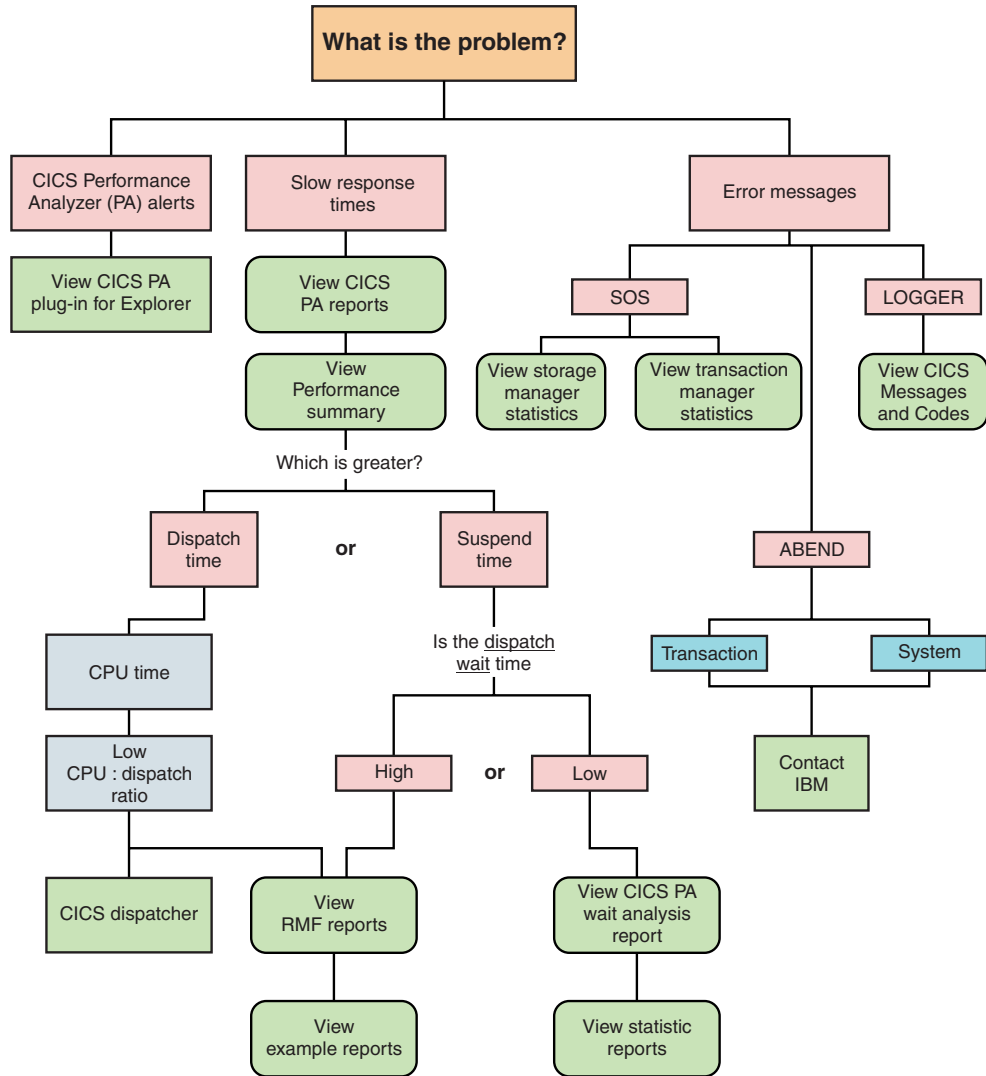 What is the problem?
CICS Performance
Analyzer (PA) alerts
Slow response
times
Error messages
View CICS PA
plug-in for Explorer
View CICS
PA reports
SOS
LOGGER
View
Performance
summary
View storage
manager
statistics
View transaction
manager
statistics
View CICS
Messages
and Codes
Which is greater?
Dispatch
time
or
Suspend
time
ABEND
CPU time
Is the dispatch
wait time
Transaction
System
Low
CPU : dispatch
ratio
High
or
Low
Contact
IBM
CICS dispatcher
View
RMF reports
View CICS PA
wait analysis
report
View
example reports
View statistic
reports